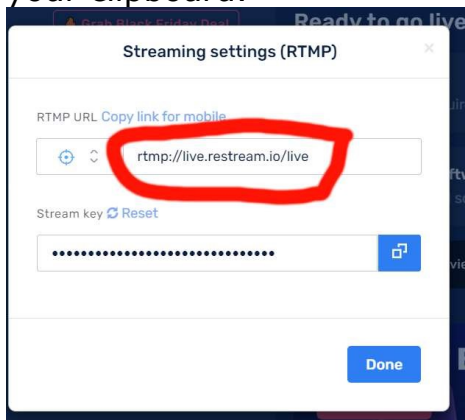 your clipboard.
Grab Black Friday Deal
Ready to go live
Streaming settings (RTMP)
×
RTMP URL Copy link for mobile
rtmp://live.restream.io/live
Stream key Reset
•••••••••••••••••••••••••••••••
Done